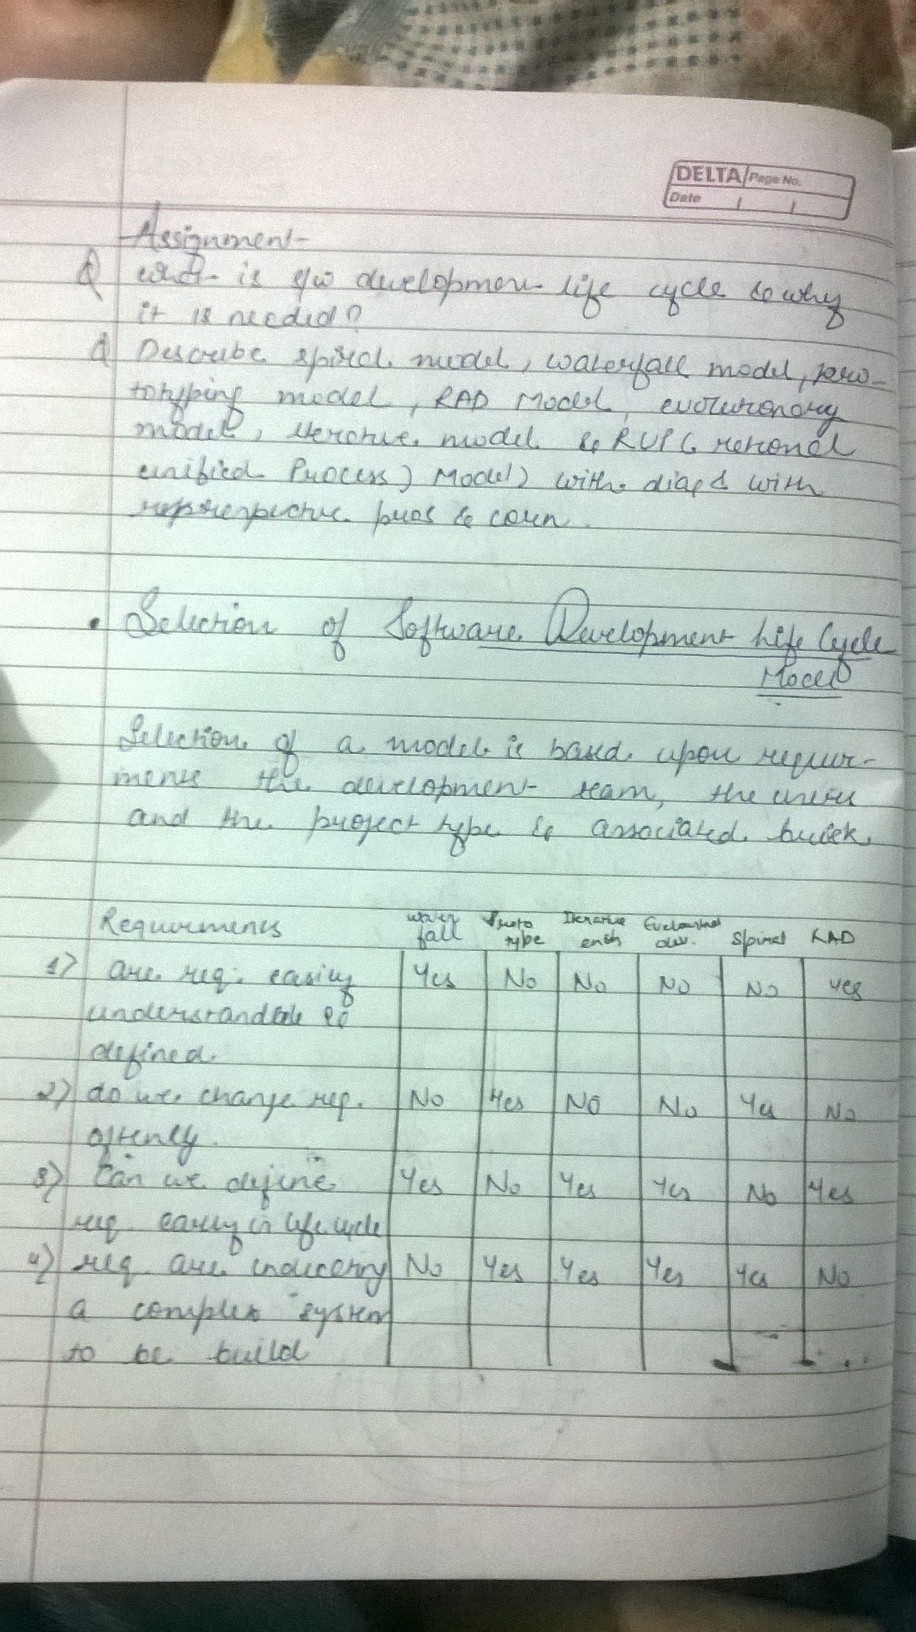 DELTA Page No.
Date
Assignment-
Q what is s/w development life cycle & why
it is needed?
Q Describe spiral model, waterfall model, proto-
totyping model, RAD Model, evolutionary
model, iterative model & RUP ( rational
unified Process) Model) with diag & with
respective pros & corn.
• Selection of Software Development Life Cycle
Model
Selection of a model is based upon requir-
ments the development team, the users
and the project type & associated
Requirements water fall Proto type Iterative enh Evolutional dev. Spiral RAD
1) are req. easily Yes No No No No yes
understandable &
defined.
2) do we change req. No Yes NO No Yes No
oftenly.
3) Can we define Yes No Yes Yes No Yes
req. early in life cycle
4) req are indicating No Yes Yes Yes Yes No
a complex system
to be build